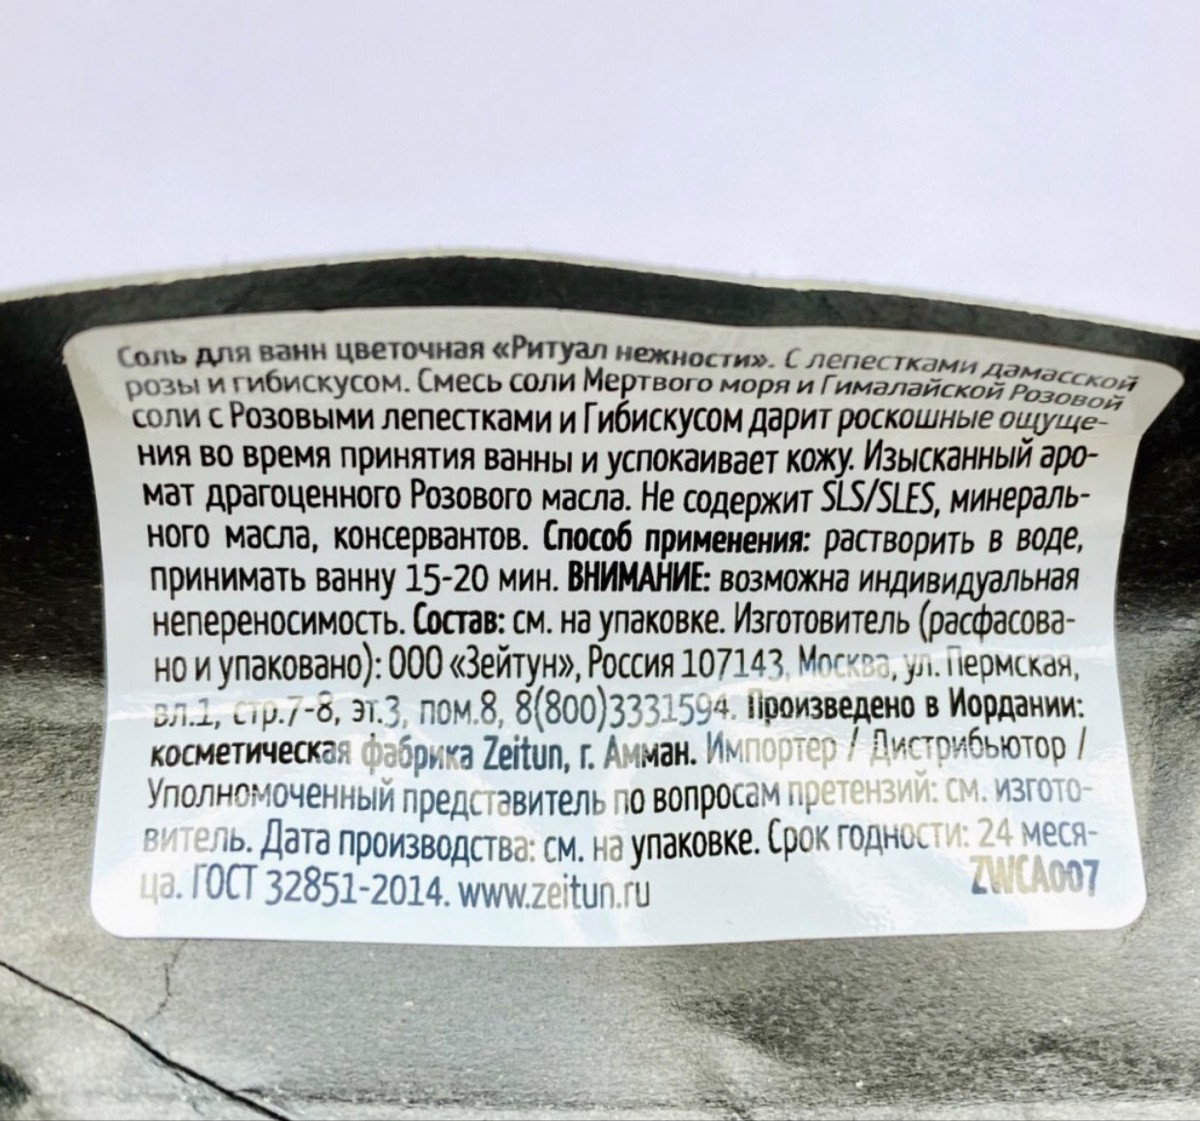 Соль для ванн цветочная «Ритуал нежности». С лепестками дамасской
розы и гибискусом. Смесь соли Мертвого моря и Гималайской Розовой
соли с Розовыми лепестками и Гибискусом дарит роскошные ощуще-
ния во время принятия ванны и успокаивает кожу. Изысканный аро-
мат драгоценного Розового масла. Не содержит SLS/SLES, минераль-
ного масла, консервантов. Способ применения: растворить в воде,
принимать ванну 15-20 мин. ВНИМАНИЕ: возможна индивидуальная
непереносимость. Состав: см. на упаковке. Изготовитель (расфасова-
но и упаковано): ООО «Зейтун», Россия 107143, Москва, ул. Пермская,
вл.1, стр.7-8, эт.3, пом.8, 8(800)3331594. Произведено в Иордании:
косметическая фабрика Zeitun, г. Амман. Импортер / Дистрибьютор /
Уполномоченный представитель по вопросам претензий: см. изгото-
витель. Дата производства: см. на упаковке. Срок годности: 24 меся-
ца. ГОСТ 32851-2014. www.zeitun.ru
ZWCA007